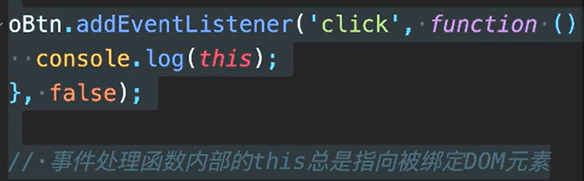 oBtn.addEventListener('click', function ()
console.log(this);
}, false);
// 事件处理函数内部的this总是指向被绑定DOM元素